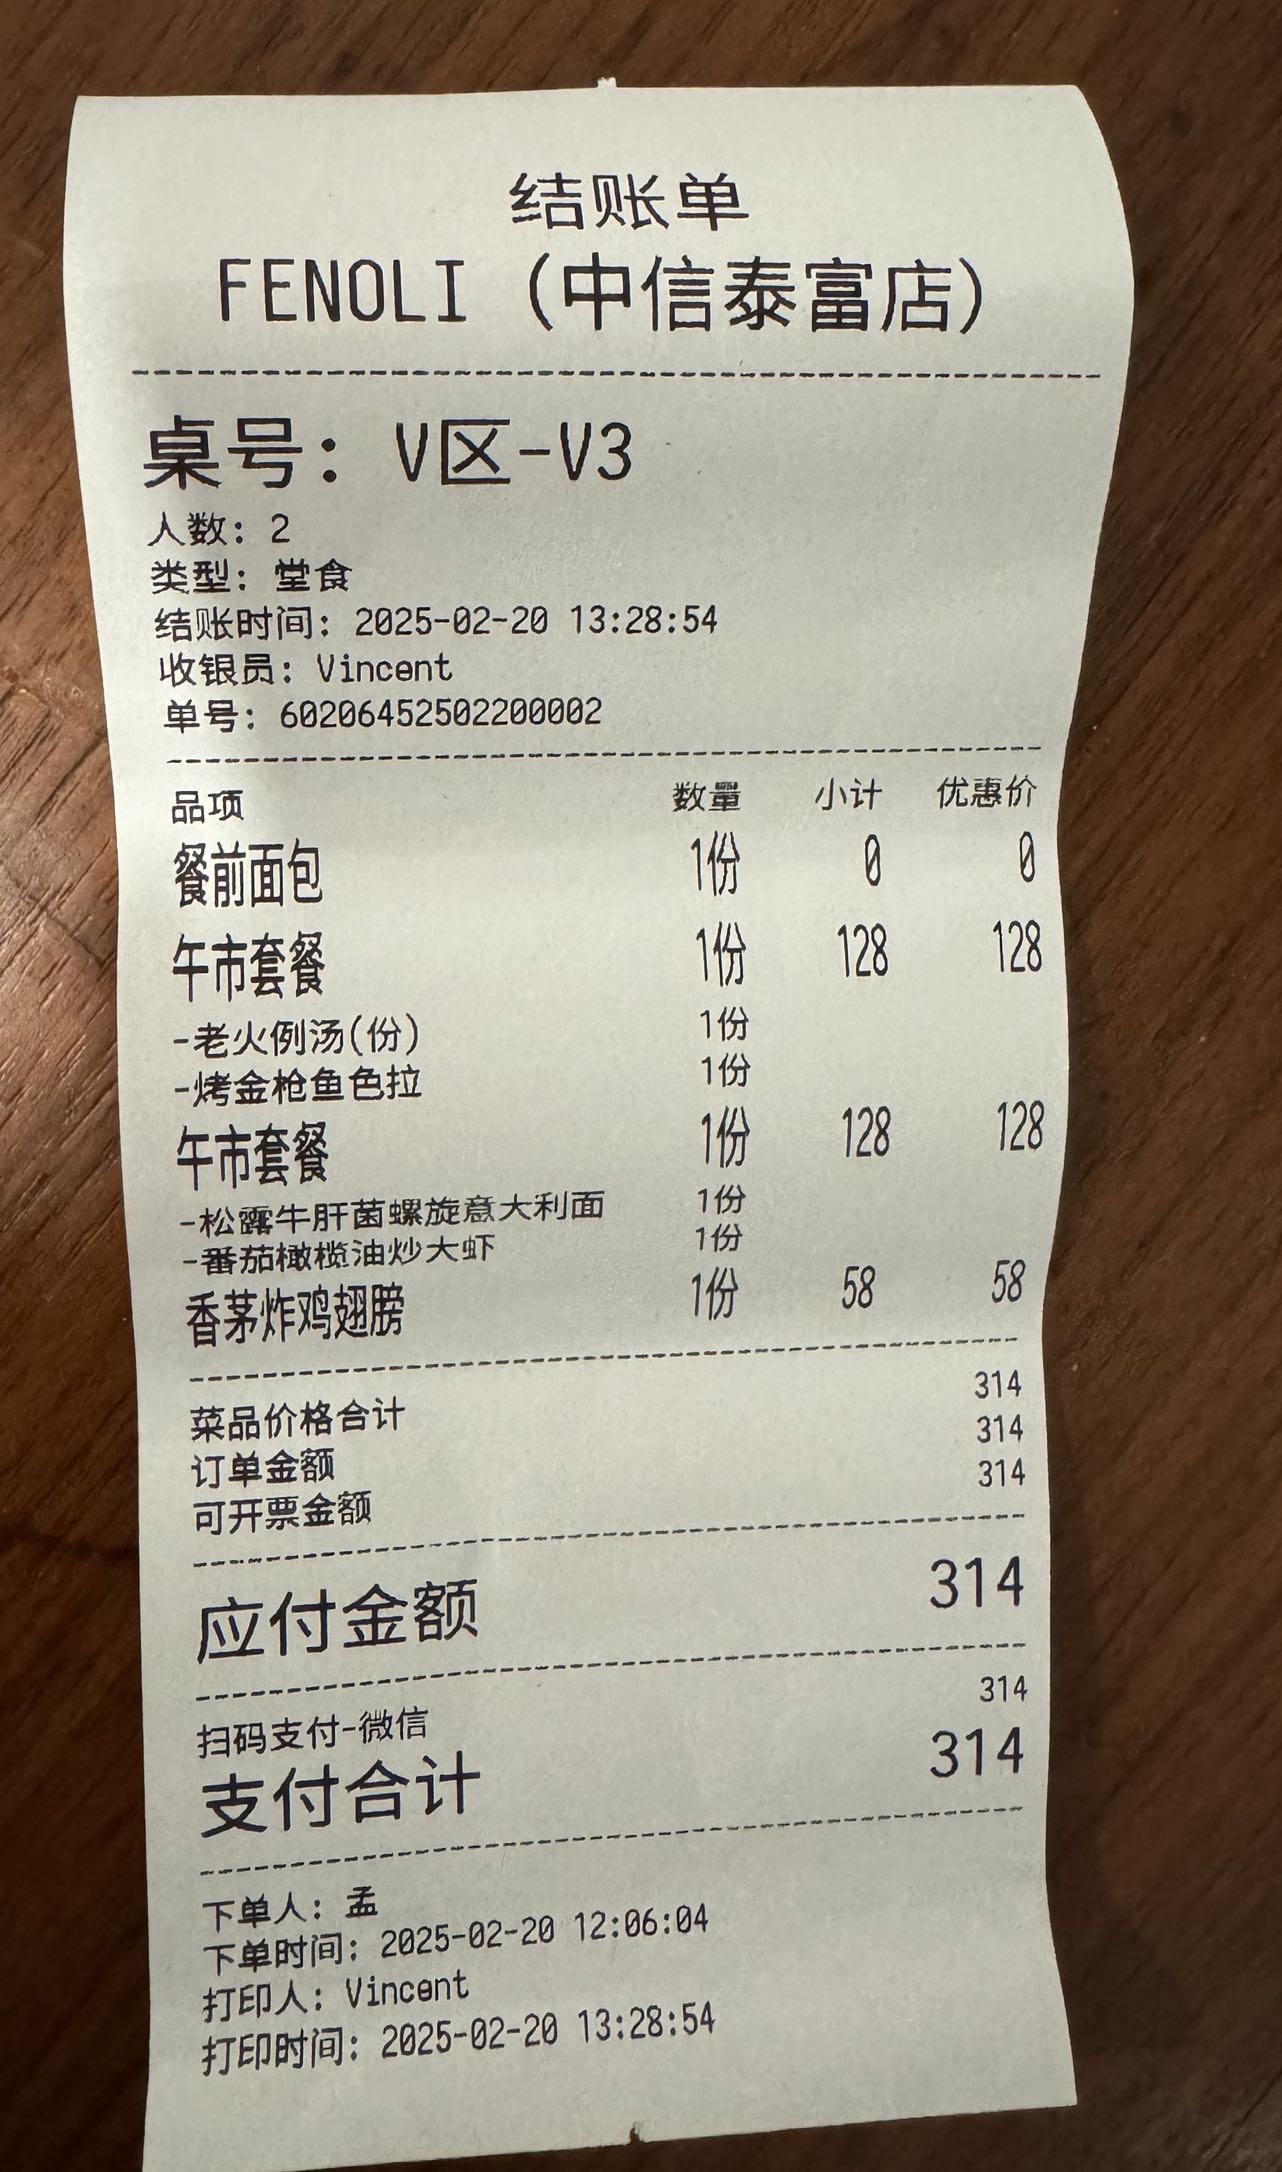 结账单
FENOLI (中信泰富店)
桌号: V区-V3
人数: 2
类型: 堂食
结账时间: 2025-02-20 13:28:54
收银员: Vincent
单号: 60206452502200002
品项 数量 小计 优惠价
餐前面包 1份 0 0
午市套餐 1份 128 128
-老火例汤(份) 1份
-烤金枪鱼色拉 1份
午市套餐 1份 128 128
-松露牛肝菌螺旋意大利面 1份
-番茄橄榄油炒大虾 1份
香茅炸鸡翅膀 1份 58 58
菜品价格合计 314
订单金额 314
可开票金额 314
应付金额 314
扫码支付-微信 314
支付合计 314
下单人: 孟
下单时间: 2025-02-20 12:06:04
打印人: Vincent
打印时间: 2025-02-20 13:28:54